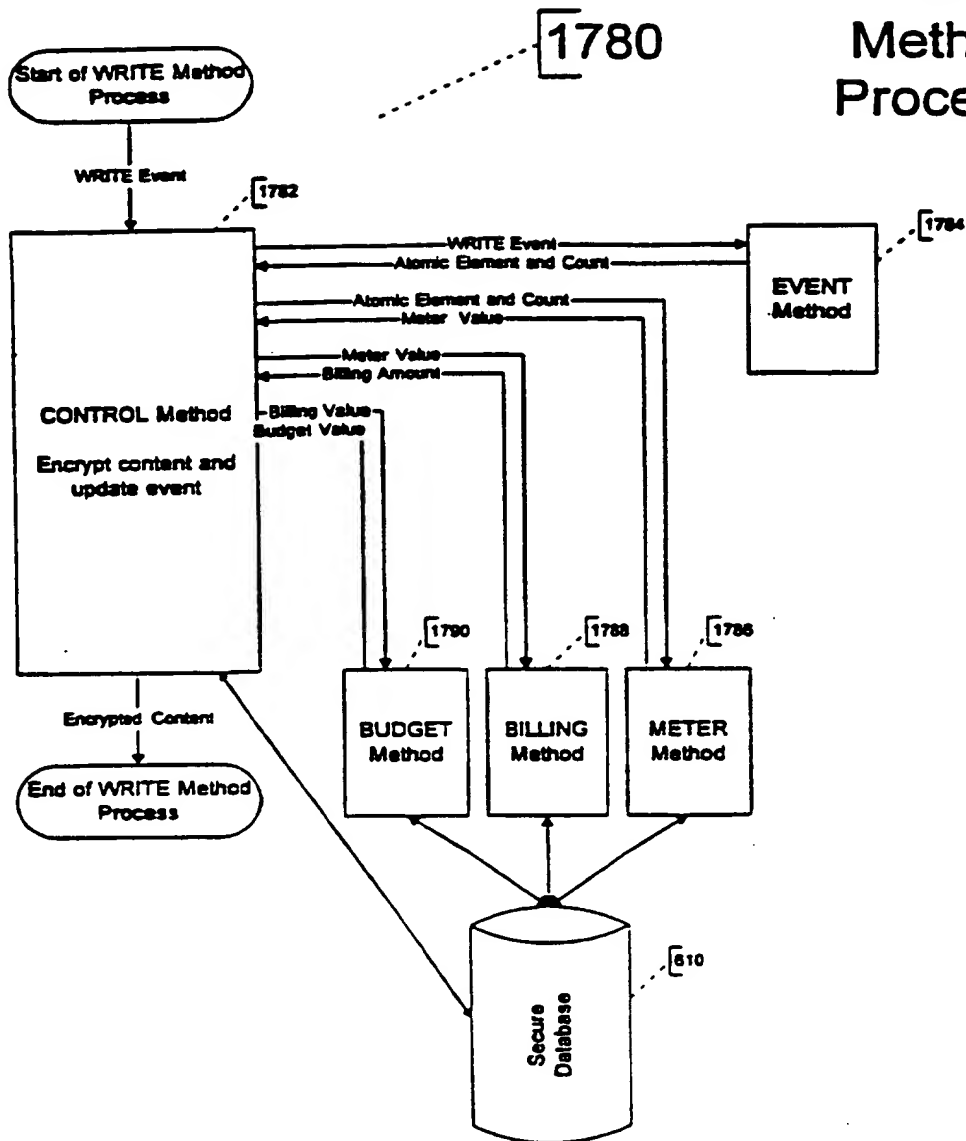 1780
Meth
Proce
Start of WRITE Method
Process
WRITE Event
1782
WRITE Event
Atomic Element and Count
1784
EVENT
Method
Atomic Element and Count
Meter Value
Meter Value
Billing Amount
CONTROL Method
Billing Value
Budget Value
Encrypt content and
update event
1790
1788
1786
BUDGET
Method
BILLING
Method
METER
Method
Encrypted Content
End of WRITE Method
Process
610
Secure
Database